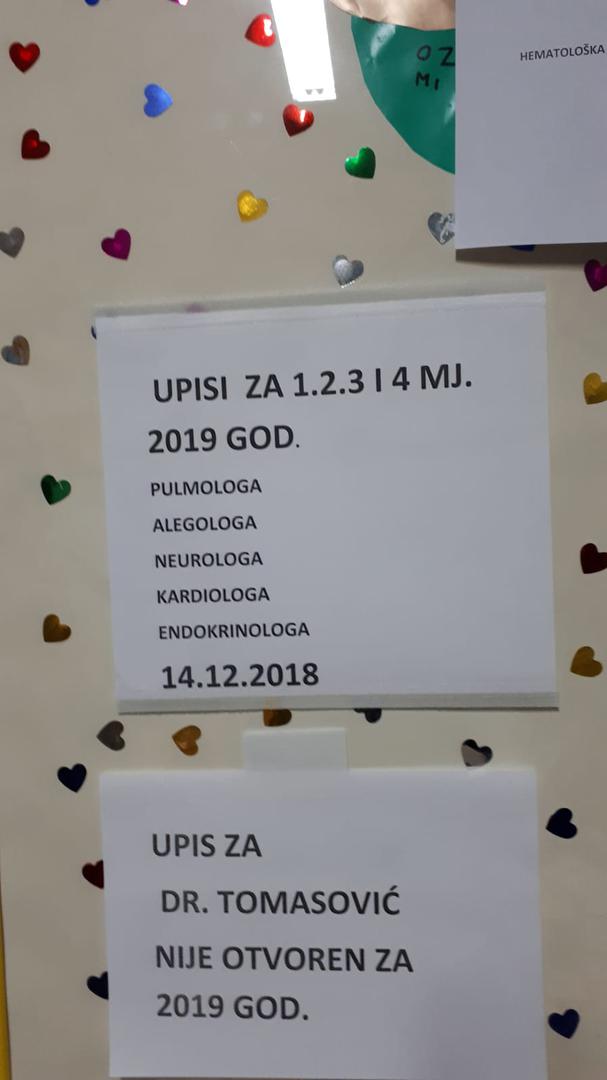 O Z
MI
HEMATOLOŠKA
UPISI ZA 1.2.3 I 4 MJ.
2019 GOD.
PULMOLOGA
ALEGOLOGA
NEUROLOGA
KARDIOLOGA
ENDOKRINOLOGA
14.12.2018
UPIS ZA
DR. TOMASOVIĆ
NIJE OTVOREN ZA
2019 GOD.